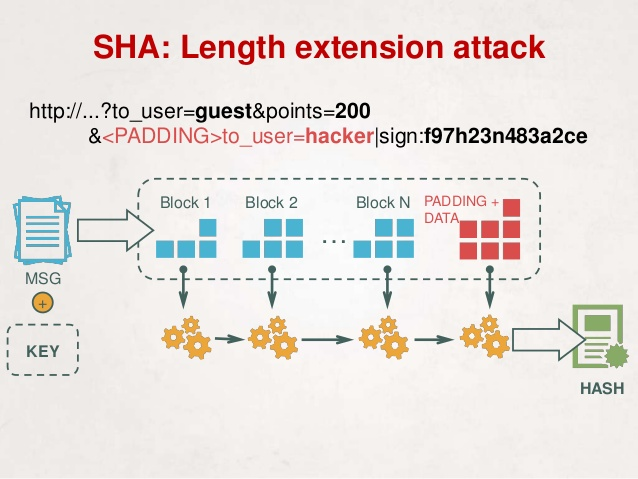 SHA: Length extension attack
http://...?to_user=guest&points=200
&<PADDING>to_user=hacker|sign:f97h23n483a2ce
Block 1 Block 2 ... Block N PADDING +
DATA
MSG
+
KEY
HASH